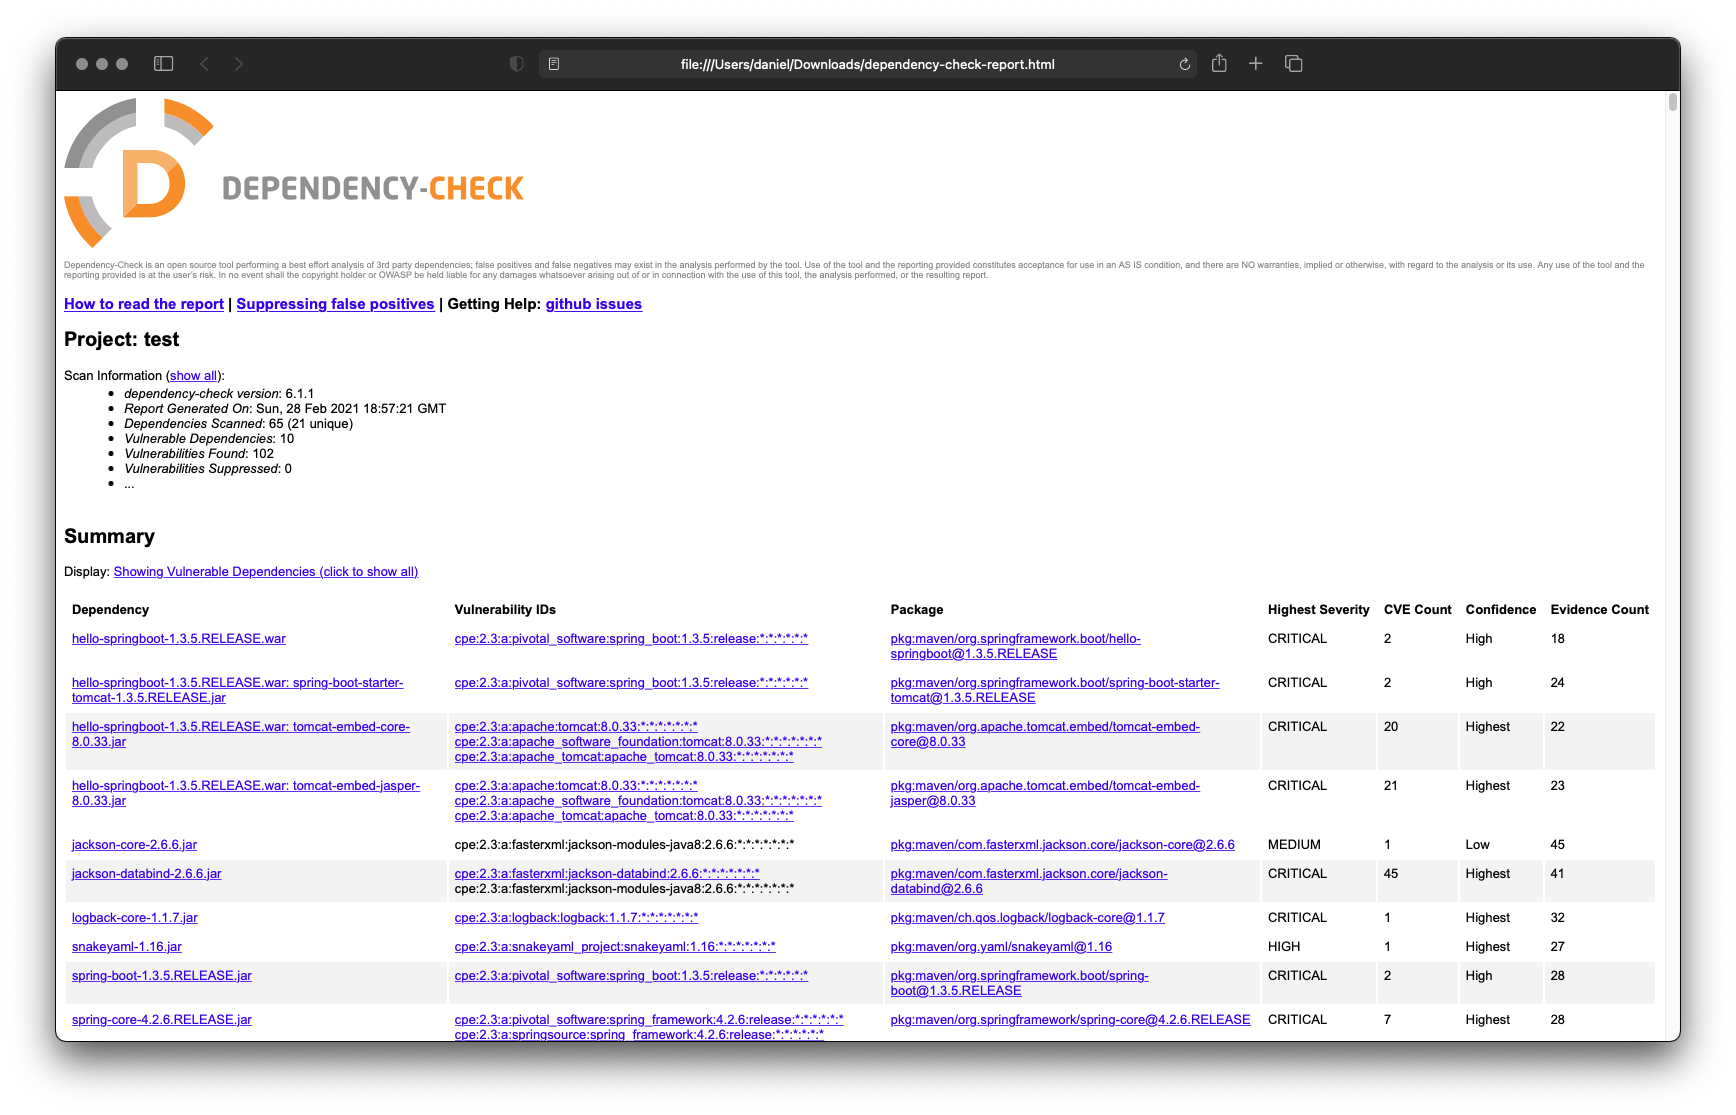 file:///Users/daniel/Downloads/dependency-check-report.html
D
DEPENDENCY-CHECK
Dependency-Check is an open source tool performing a best effort analysis of 3rd party dependencies; false positives and false negatives may exist in the analysis performed by the tool. Use of the tool and the reporting provided constitutes acceptance for use in an AS IS condition, and there are NO warranties, implied or otherwise, with regard to the analysis or its use. Any use of the tool and the
reporting provided is at the user's risk. In no event shall the copyright holder or OWASP be held liable for any damages whatsoever arising out of or in connection with the use of this tool, the analysis performed, or the resulting report.
How to read the report | Suppressing false positives | Getting Help: github issues
Project: test
Scan Information (show all):
• dependency-check version: 6.1.1
• Report Generated On: Sun, 28 Feb 2021 18:57:21 GMT
• Dependencies Scanned: 65 (21 unique)
• Vulnerable Dependencies: 10
• Vulnerabilities Found: 102
• Vulnerabilities Suppressed: 0
• ...
Summary
Display: Showing Vulnerable Dependencies (click to show all)
Dependency Vulnerability IDs Package Highest Severity CVE Count Confidence Evidence Count
hello-springboot-1.3.5.RELEASE.war cpe:2.3:a:pivotal_software:spring_boot:1.3.5:release:*:*:*:*:*:* pkg:maven/org.springframework.boot/hello- CRITICAL 2 High 18
springboot@1.3.5.RELEASE
hello-springboot-1.3.5.RELEASE.war: spring-boot-starter- cpe:2.3:a:pivotal_software:spring_boot:1.3.5:release:*:*:*:*:*:* pkg:maven/org.springframework.boot/spring-boot-starter- CRITICAL 2 High 24
tomcat-1.3.5.RELEASE.jar tomcat@1.3.5.RELEASE
hello-springboot-1.3.5.RELEASE.war: tomcat-embed-core- cpe:2.3:a:apache:tomcat:8.0.33:*:*:*:*:*:*:* pkg:maven/org.apache.tomcat.embed/tomcat-embed- CRITICAL 20 Highest 22
8.0.33.jar cpe:2.3:a:apache_software_foundation:tomcat:8.0.33:*:*:*:*:*:*:* core@8.0.33
cpe:2.3:a:apache_tomcat:apache_tomcat:8.0.33:*:*:*:*:*:*:*
hello-springboot-1.3.5.RELEASE.war: tomcat-embed-jasper- cpe:2.3:a:apache:tomcat:8.0.33:*:*:*:*:*:*:* pkg:maven/org.apache.tomcat.embed/tomcat-embed- CRITICAL 21 Highest 23
8.0.33.jar cpe:2.3:a:apache_software_foundation:tomcat:8.0.33:*:*:*:*:*:*:* jasper@8.0.33
cpe:2.3:a:apache_tomcat:apache_tomcat:8.0.33:*:*:*:*:*:*:*
jackson-core-2.6.6.jar cpe:2.3:a:fasterxml:jackson-modules-java8:2.6.6:*:*:*:*:*:*:* pkg:maven/com.fasterxml.jackson.core/jackson-core@2.6.6 MEDIUM 1 Low 45
jackson-databind-2.6.6.jar cpe:2.3:a:fasterxml:jackson-databind:2.6.6:*:*:*:*:*:*:* pkg:maven/com.fasterxml.jackson.core/jackson- CRITICAL 45 Highest 41
cpe:2.3:a:fasterxml:jackson-modules-java8:2.6.6:*:*:*:*:*:*:* databind@2.6.6
logback-core-1.1.7.jar cpe:2.3:a:logback:logback:1.1.7:*:*:*:*:*:*:* pkg:maven/ch.qos.logback/logback-core@1.1.7 CRITICAL 1 Highest 32
snakeyaml-1.16.jar cpe:2.3:a:snakeyaml_project:snakeyaml:1.16:*:*:*:*:*:*:* pkg:maven/org.yaml/snakeyaml@1.16 HIGH 1 Highest 27
spring-boot-1.3.5.RELEASE.jar cpe:2.3:a:pivotal_software:spring_boot:1.3.5:release:*:*:*:*:*:* pkg:maven/org.springframework.boot/spring- CRITICAL 2 High 28
boot@1.3.5.RELEASE
spring-core-4.2.6.RELEASE.jar cpe:2.3:a:pivotal_software:spring_framework:4.2.6:release:*:*:*:*:*:* pkg:maven/org.springframework/spring-core@4.2.6.RELEASE CRITICAL 7 Highest 28
cpe:2.3:a:springsource:spring_framework:4.2.6:release:*:*:*:*:*:*